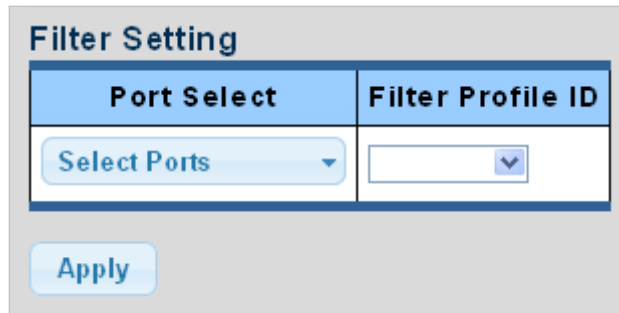 Filter Setting
Port Select Filter Profile ID
Select Ports
Apply